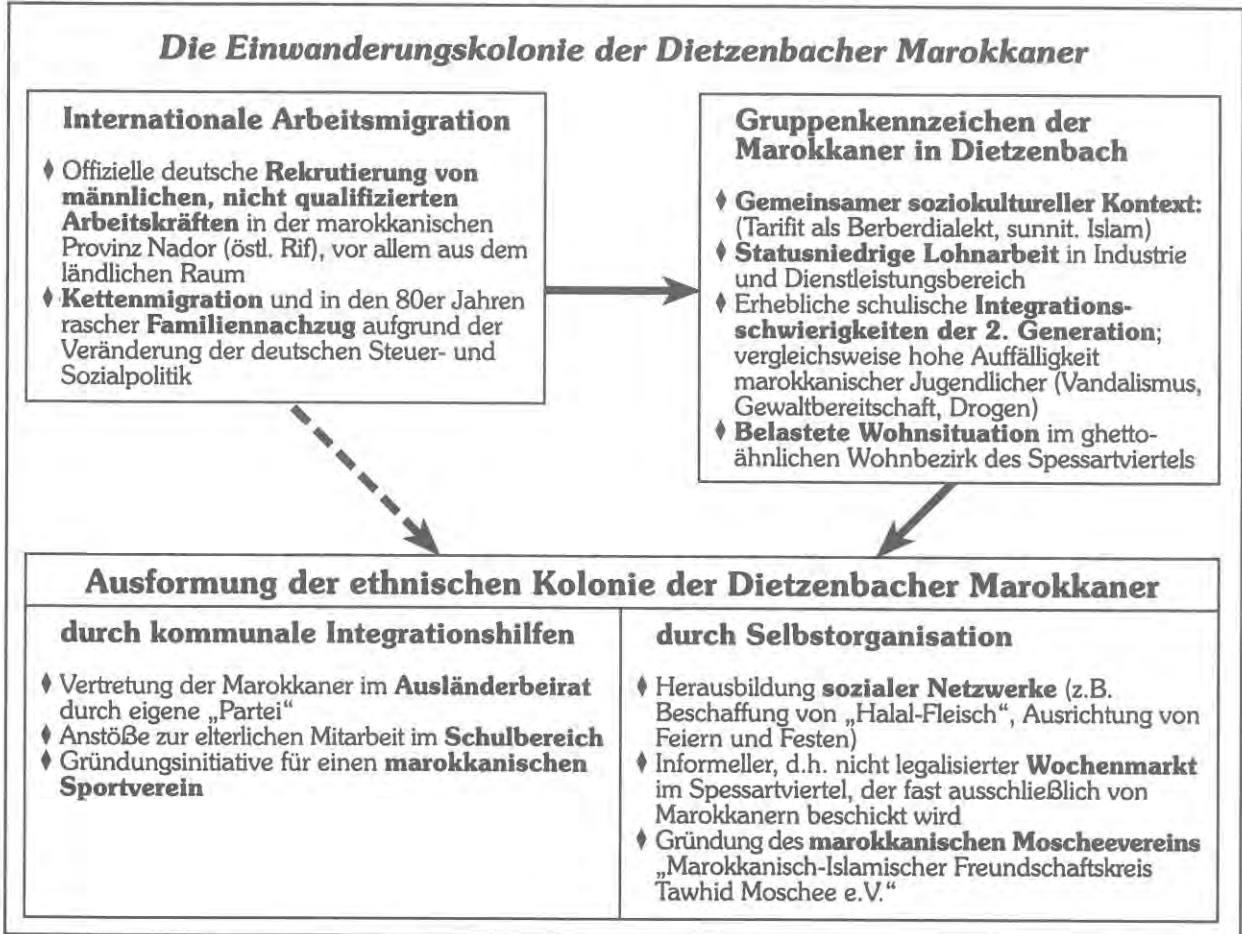 Die Einwanderungskolonie der Dietzenbacher Marokkaner
Internationale Arbeitsmigration
♦ Offizielle deutsche Rekrutierung von
männlichen, nicht qualifizierten
Arbeitskräften in der marokkanischen
Provinz Nador (östl. Rif), vor allem aus dem
ländlichen Raum
♦ Kettenmigration und in den 80er Jahren
rascher Familiennachzug aufgrund der
Veränderung der deutschen Steuer- und
Sozialpolitik
Gruppenkennzeichen der
Marokkaner in Dietzenbach
♦ Gemeinsamer soziokultureller Kontext:
(Tarifit als Berberdialekt, sunnit. Islam)
♦ Statusniedrige Lohnarbeit in Industrie
und Dienstleistungsbereich
♦ Erhebliche schulische Integrations-
schwierigkeiten der 2. Generation;
vergleichsweise hohe Auffälligkeit
marokkanischer Jugendlicher (Vandalismus,
Gewaltbereitschaft, Drogen)
♦ Belastete Wohnsituation im ghetto-
ähnlichen Wohnbezirk des Spessartviertels
Ausformung der ethnischen Kolonie der Dietzenbacher Marokkaner
durch kommunale Integrationshilfen
♦ Vertretung der Marokkaner im Ausländerbeirat
durch eigene „Partei“
♦ Anstöße zur elterlichen Mitarbeit im Schulbereich
♦ Gründungsinitiative für einen marokkanischen
Sportverein
durch Selbstorganisation
♦ Herausbildung sozialer Netzwerke (z.B.
Beschaffung von „Halal-Fleisch“, Ausrichtung von
Feiern und Festen)
♦ Informeller, d.h. nicht legalisierter Wochenmarkt
im Spessartviertel, der fast ausschließlich von
Marokkanern beschickt wird
♦ Gründung des marokkanischen Moscheevereins
„Marokkanisch-Islamischer Freundschaftskreis
Tawhid Moschee e.V.“